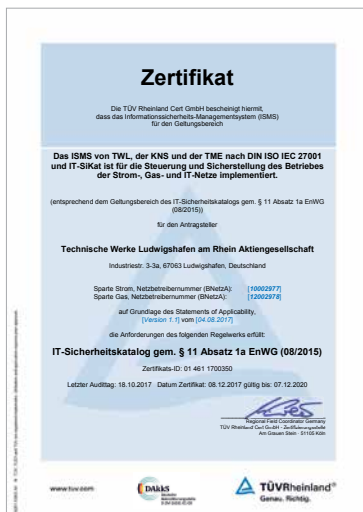 Zertifikat
Die TÜV Rheinland Cert GmbH bescheinigt hiermit,
dass das Informationssicherheits-Managementsystem (ISMS)
für den Geltungsbereich
Das ISMS von TWL, der KNS und der TME nach DIN ISO IEC 27001
und IT-SiKat ist für die Steuerung und Sicherstellung des Betriebes
der Strom-, Gas- und IT-Netze implementiert.
(entsprechend dem Geltungsbereich des IT-Sicherheitskatalogs gem. § 11 Absatz 1a EnWG
(08/2015))
für den Antragsteller
Technische Werke Ludwigshafen am Rhein Aktiengesellschaft
Industriestr. 3-3a, 67063 Ludwigshafen, Deutschland
Sparte Strom, Netzbetreibernummer (BNetzA): [10002977]
Sparte Gas, Netzbetreibernummer (BNetzA): [12002978]
auf Grundlage des Statements of Applicability,
[Version 1.1] vom [04.08.2017]
die Anforderungen des folgenden Regelwerks erfüllt:
IT-Sicherheitskatalog gem. § 11 Absatz 1a EnWG (08/2015)
Zertifikats-ID: 01 461 1700350
Letzter Audittag: 18.10.2017 Datum Zertifikat: 08.12.2017 gültig bis: 07.12.2020
Regional Field Coordinator Germany
TÜV Rheinland Cert GmbH - Zertifizierungsstelle
Am Grauen Stein · 51105 Köln
www.tuv.com
DAkkS
TÜVRheinland®
Genau. Richtig.